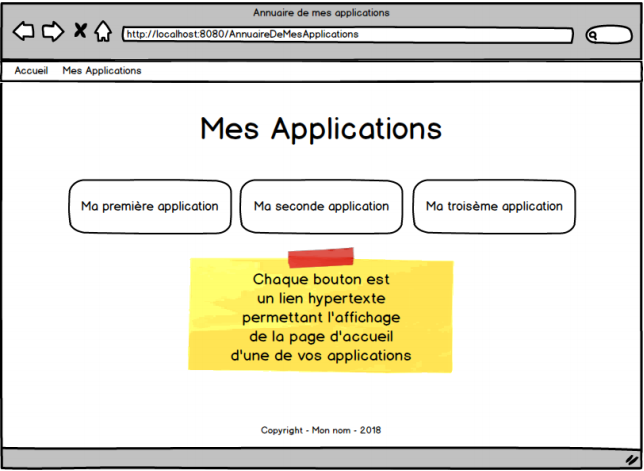 Annuaire de mes applications
http://localhost:8080/AnnuaireDeMesApplications
Accueil Mes Applications
Mes Applications
Ma première application Ma seconde application Ma troisème application
Chaque bouton est
un lien hypertexte
permettant l'affichage
de la page d'accueil
d'une de vos applications
Copyright - Mon nom - 2018